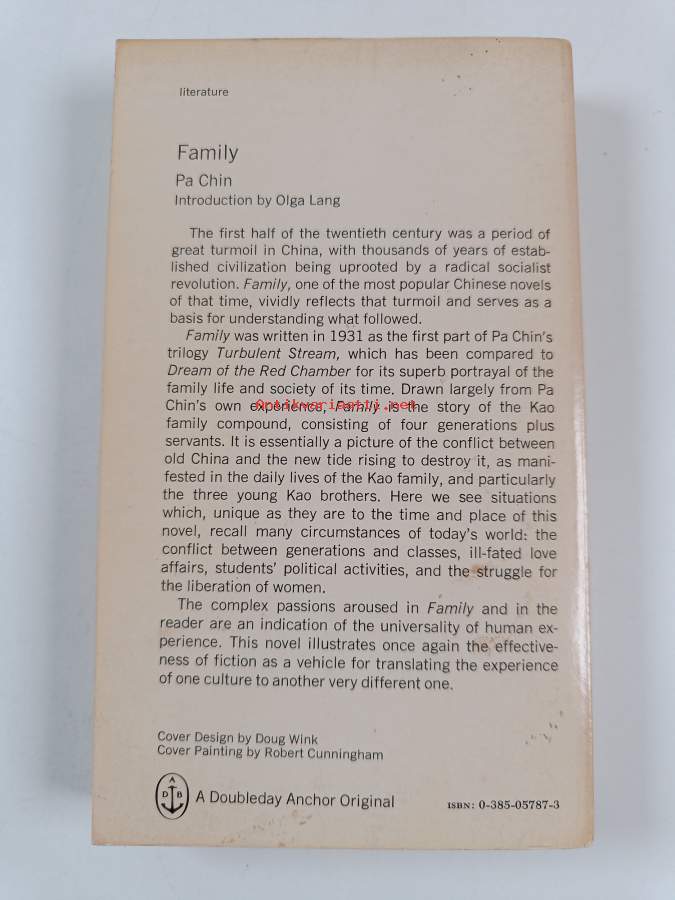 literature
Family
Pa Chin
Introduction by Olga Lang
The first half of the twentieth century was a period of
great turmoil in China, with thousands of years of estab-
lished civilization being uprooted by a radical socialist
revolution. Family, one of the most popular Chinese novels
of that time, vividly reflects that turmoil and serves as a
basis for understanding what followed.
Family was written in 1931 as the first part of Pa Chin's
trilogy Turbulent Stream, which has been compared to
Dream of the Red Chamber for its superb portrayal of the
family life and society of its time. Drawn largely from Pa
Chin's own experience, Family is the story of the Kao
family compound, consisting of four generations plus
servants. It is essentially a picture of the conflict between
old China and the new tide rising to destroy it, as mani-
fested in the daily lives of the Kao family, and particularly
the three young Kao brothers. Here we see situations
which, unique as they are to the time and place of this
novel, recall many circumstances of today's world: the
conflict between generations and classes, ill-fated love
affairs, students' political activities, and the struggle for
the liberation of women.
The complex passions aroused in Family and in the
reader are an indication of the universality of human ex-
perience. This novel illustrates once again the effective-
ness of fiction as a vehicle for translating the experience
of one culture to another very different one.
Cover Design by Doug Wink
Cover Painting by Robert Cunningham
A
D B
A Doubleday Anchor Original
ISBN: 0-385-05787-3
Antikvariaatti.net